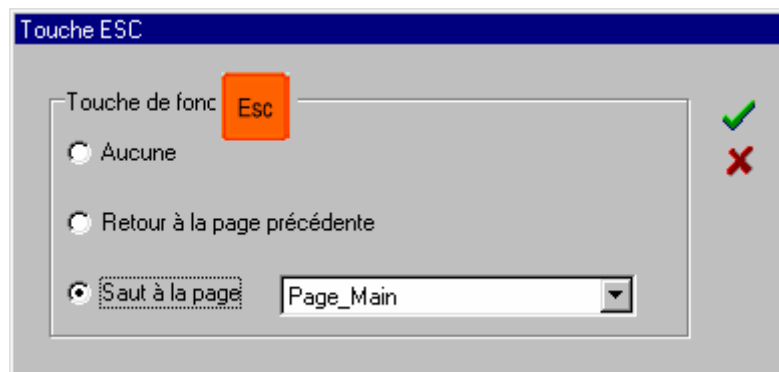 Touche ESC
Touche de fonc
Esc
Aucune
Retour à la page précédente
Saut à la page
Page_Main